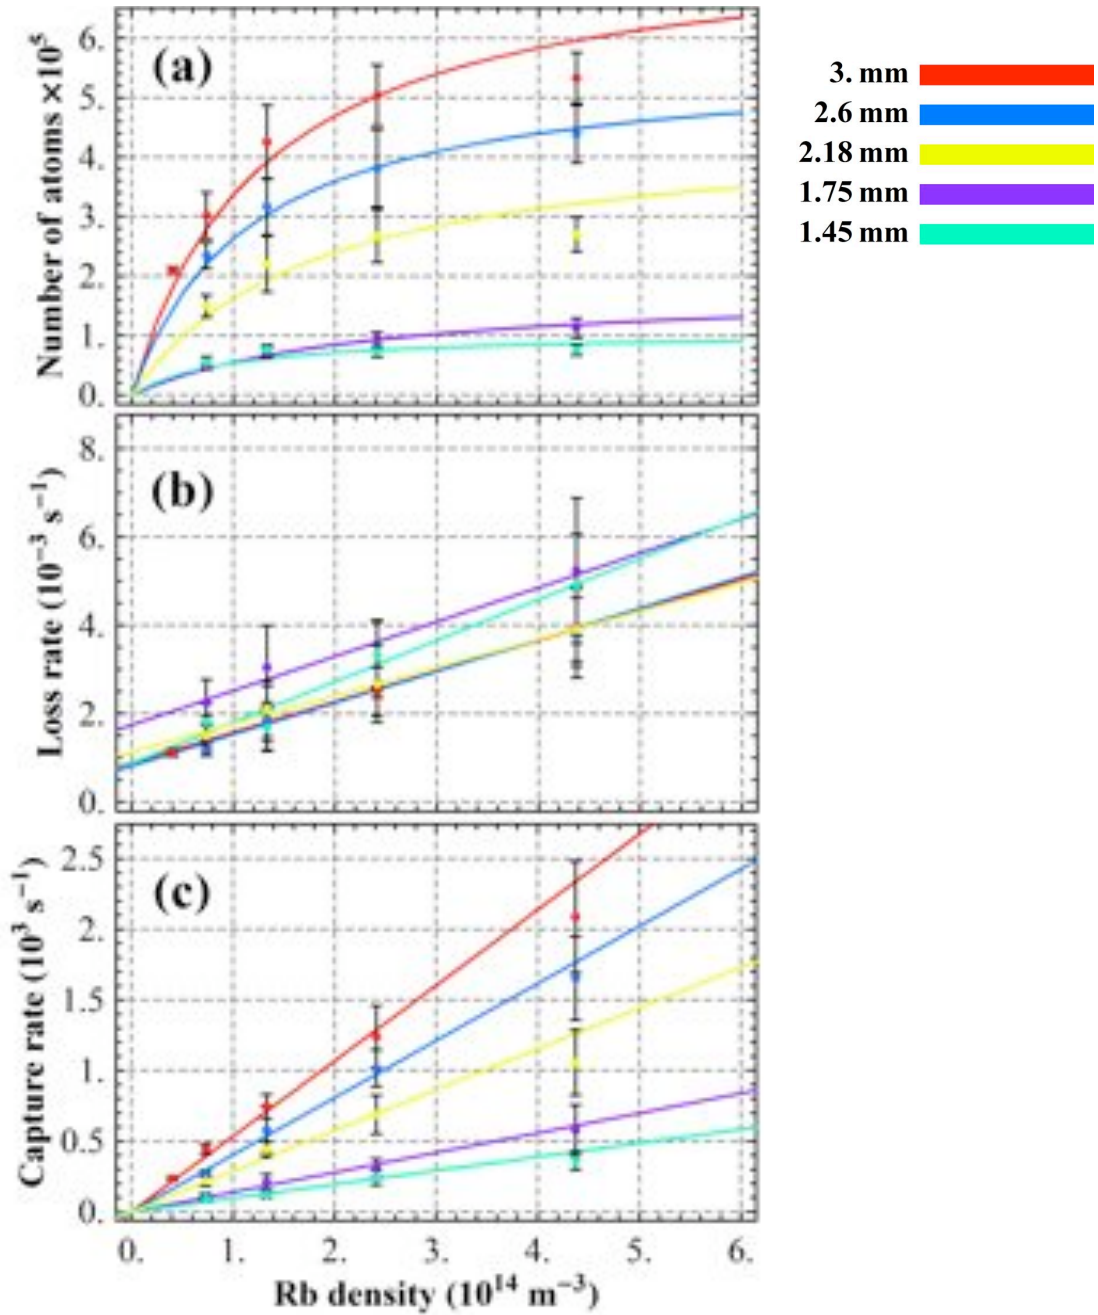 (a)
Number of atoms ×10⁵
6.
5.
4.
3.
2.
1.
0.
3. mm
2.6 mm
2.18 mm
1.75 mm
1.45 mm
(b)
Loss rate (10⁻³ s⁻¹)
8.
6.
4.
2.
0.
(c)
Capture rate (10³ s⁻¹)
2.5
2.
1.5
1.
0.5
0.
0. 1. 2. 3. 4. 5. 6.
Rb density (10¹⁴ m⁻³)